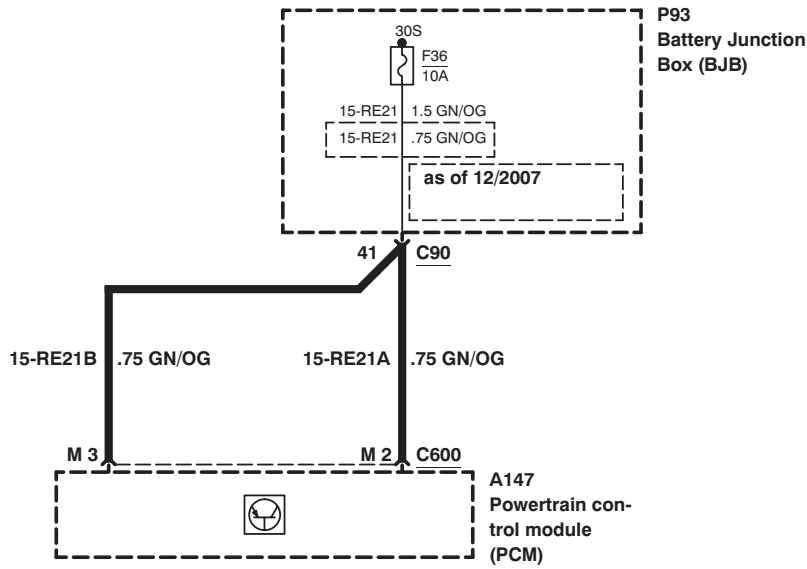 P93
Battery Junction
Box (BJB)
30S
F36
10A
15-RE21 1.5 GN/OG
15-RE21 .75 GN/OG
as of 12/2007
41 C90
15-RE21B .75 GN/OG 15-RE21A .75 GN/OG
M 3 M 2 C600
A147
Powertrain con-
trol module
(PCM)